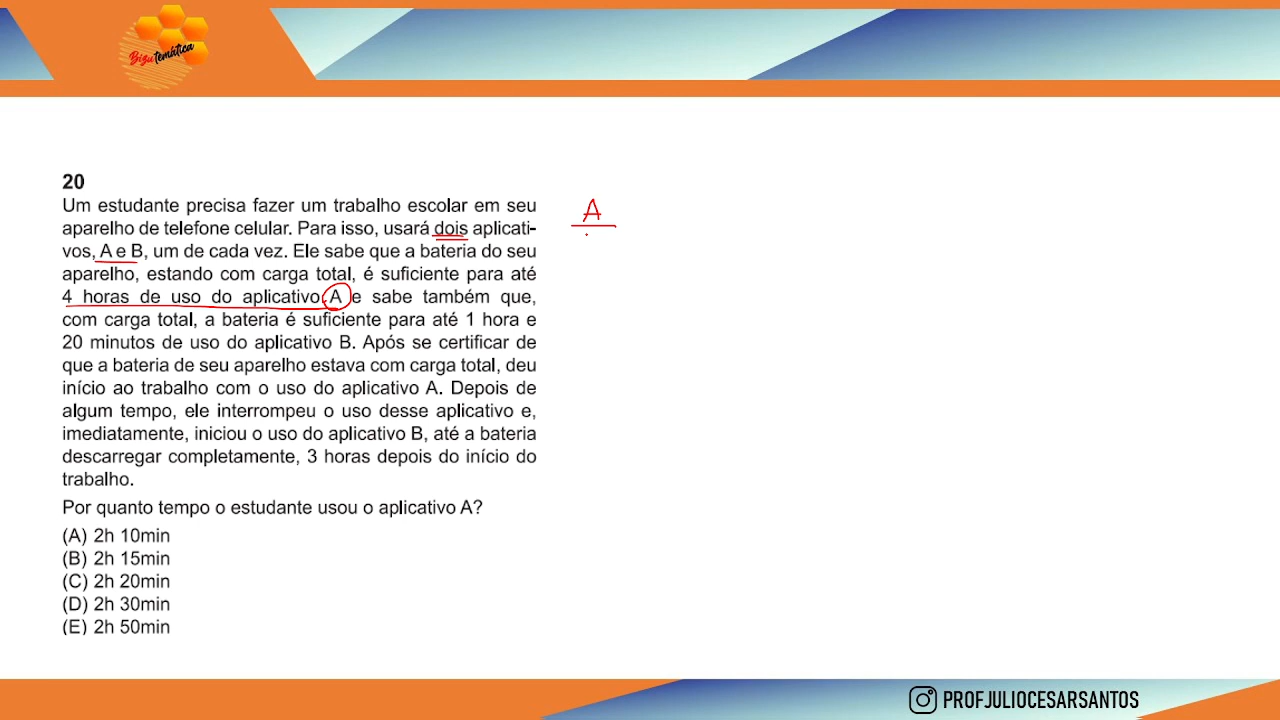 Bizutemática
20
Um estudante precisa fazer um trabalho escolar em seu
aparelho de telefone celular. Para isso, usará dois aplicati-
vos, A e B, um de cada vez. Ele sabe que a bateria do seu
aparelho, estando com carga total, é suficiente para até
4 horas de uso do aplicativo A e sabe também que,
com carga total, a bateria é suficiente para até 1 hora e
20 minutos de uso do aplicativo B. Após se certificar de
que a bateria de seu aparelho estava com carga total, deu
início ao trabalho com o uso do aplicativo A. Depois de
algum tempo, ele interrompeu o uso desse aplicativo e,
imediatamente, iniciou o uso do aplicativo B, até a bateria
descarregar completamente, 3 horas depois do início do
trabalho.
Por quanto tempo o estudante usou o aplicativo A?
(A) 2h 10min
(B) 2h 15min
(C) 2h 20min
(D) 2h 30min
(E) 2h 50min
A
PROFJULIOCESARSANTOS